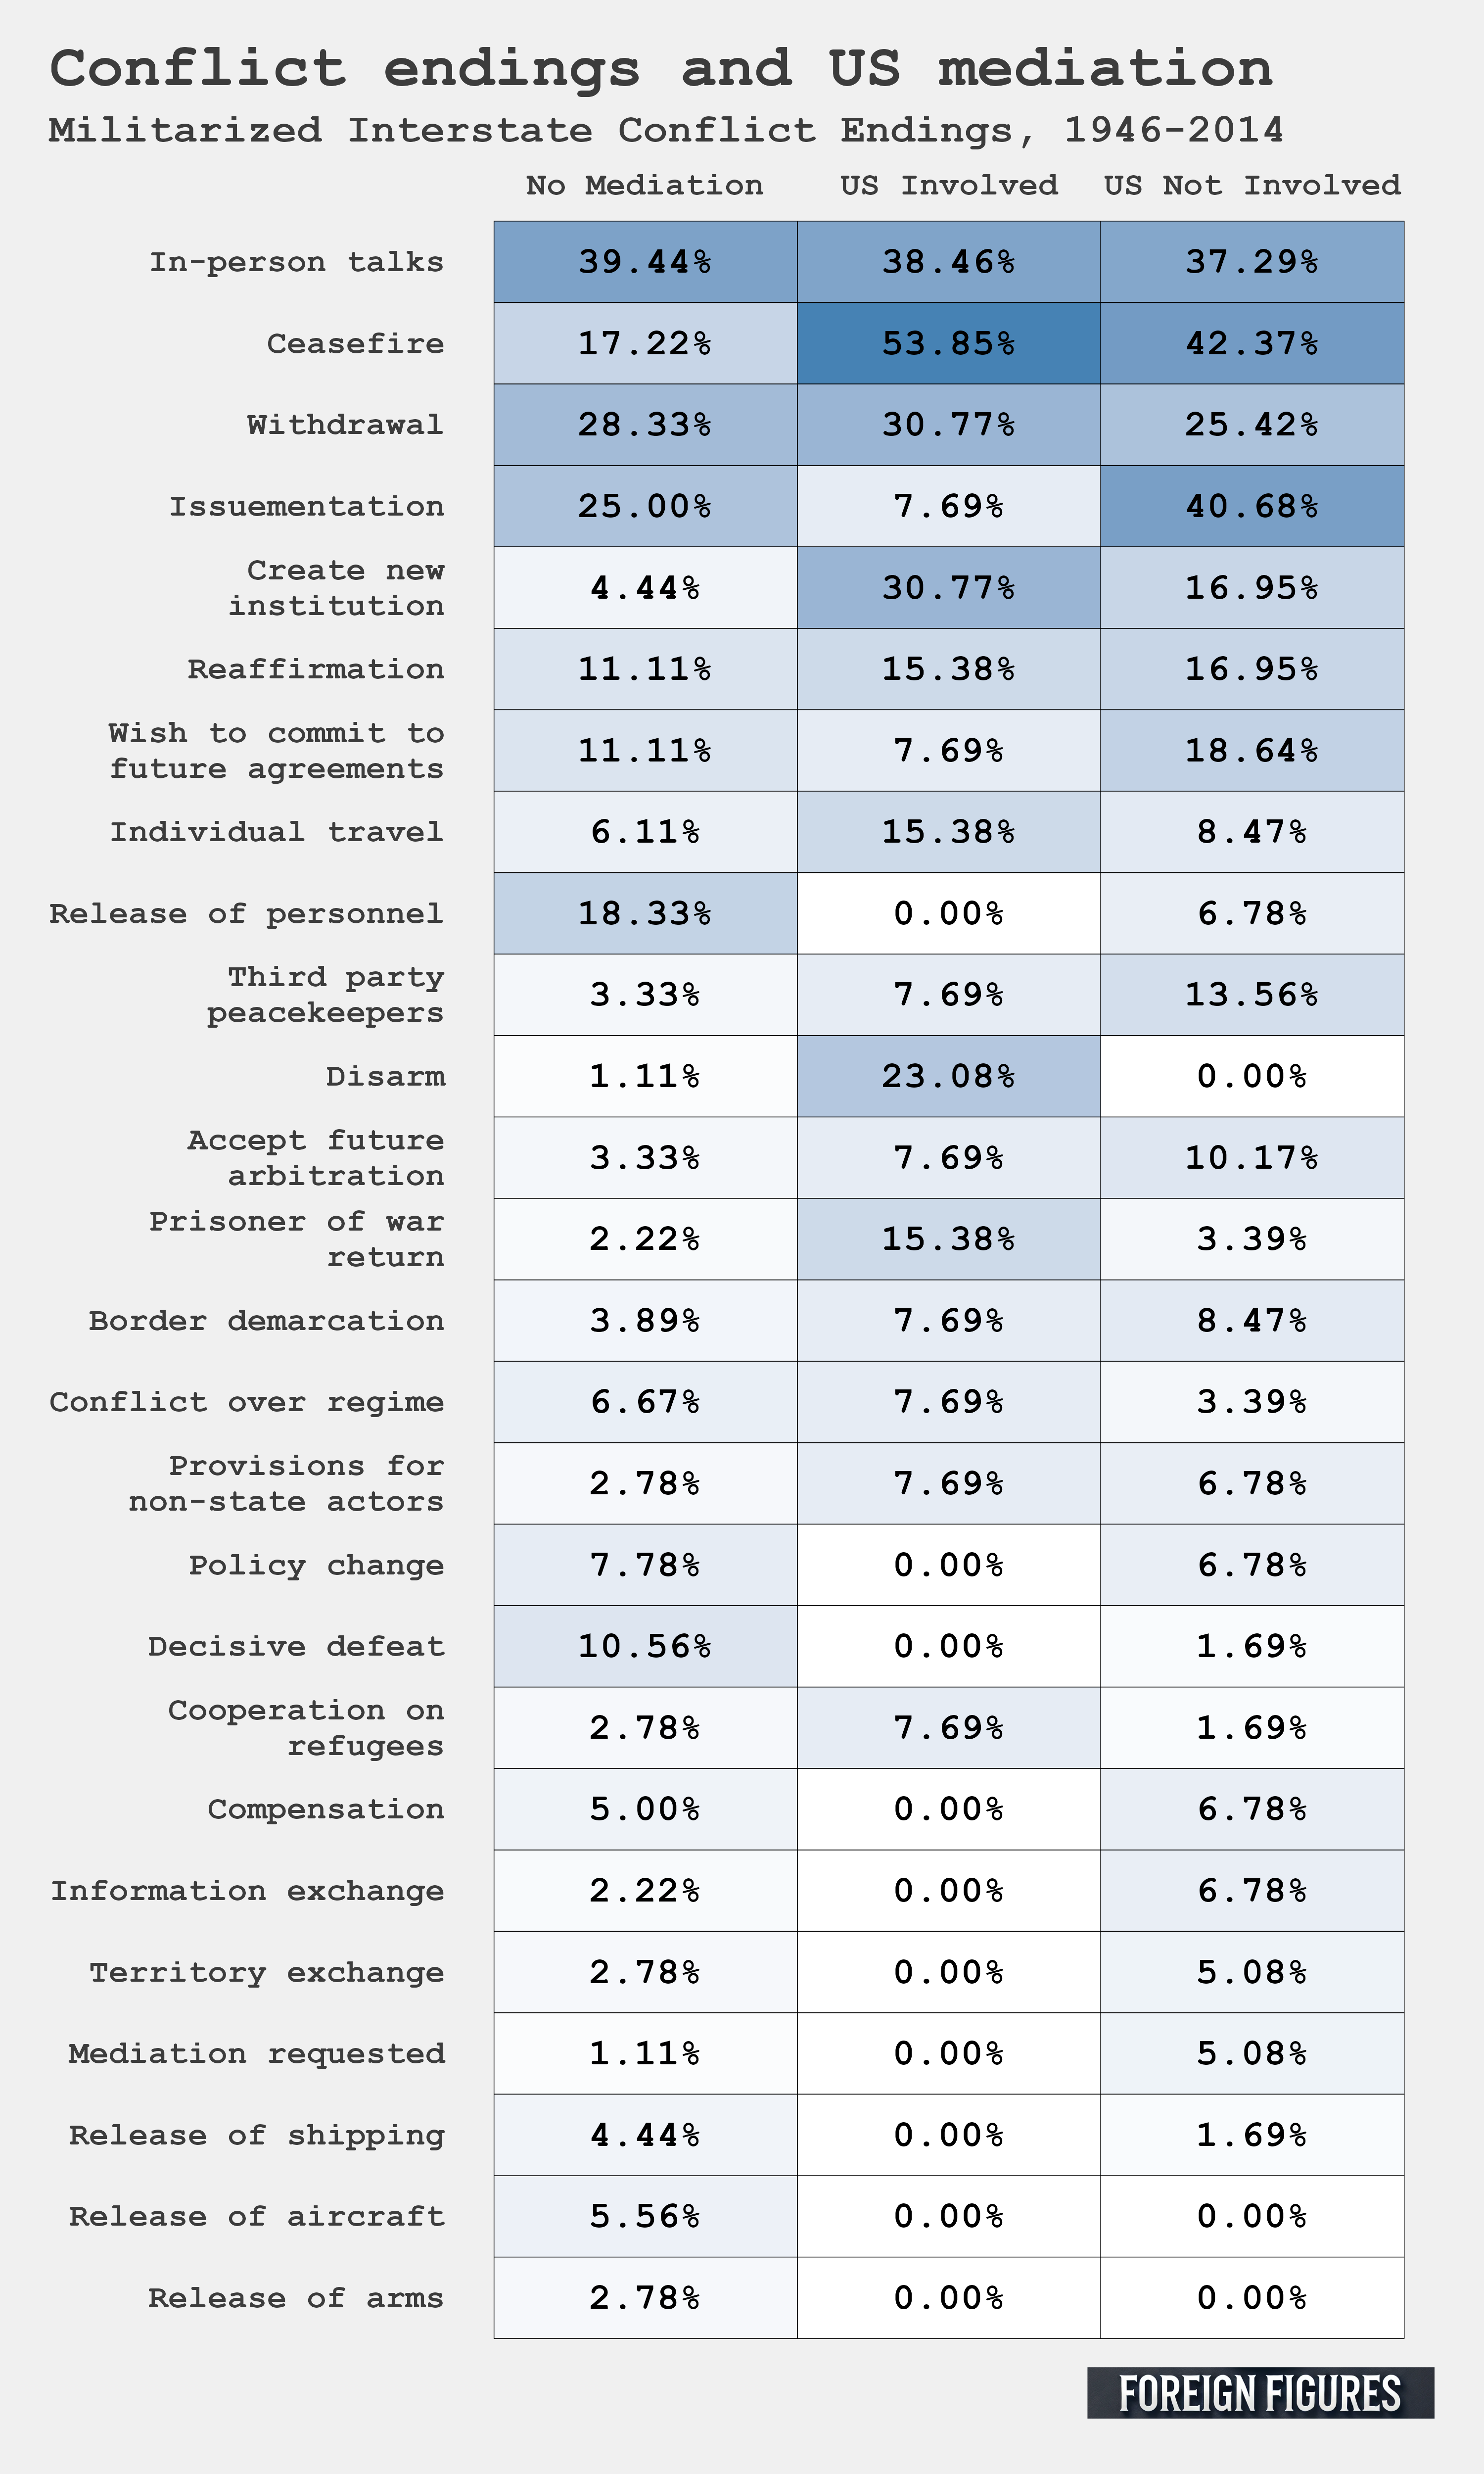 Conflict endings and US mediation
Militarized Interstate Conflict Endings, 1946-2014
No Mediation US Involved US Not Involved
In-person talks 39.44% 38.46% 37.29%
Ceasefire 17.22% 53.85% 42.37%
Withdrawal 28.33% 30.77% 25.42%
Issuementation 25.00% 7.69% 40.68%
Create new
institution 4.44% 30.77% 16.95%
Reaffirmation 11.11% 15.38% 16.95%
Wish to commit to
future agreements 11.11% 7.69% 18.64%
Individual travel 6.11% 15.38% 8.47%
Release of personnel 18.33% 0.00% 6.78%
Third party
peacekeepers 3.33% 7.69% 13.56%
Disarm 1.11% 23.08% 0.00%
Accept future
arbitration 3.33% 7.69% 10.17%
Prisoner of war
return 2.22% 15.38% 3.39%
Border demarcation 3.89% 7.69% 8.47%
Conflict over regime 6.67% 7.69% 3.39%
Provisions for
non-state actors 2.78% 7.69% 6.78%
Policy change 7.78% 0.00% 6.78%
Decisive defeat 10.56% 0.00% 1.69%
Cooperation on
refugees 2.78% 7.69% 1.69%
Compensation 5.00% 0.00% 6.78%
Information exchange 2.22% 0.00% 6.78%
Territory exchange 2.78% 0.00% 5.08%
Mediation requested 1.11% 0.00% 5.08%
Release of shipping 4.44% 0.00% 1.69%
Release of aircraft 5.56% 0.00% 0.00%
Release of arms 2.78% 0.00% 0.00%
FOREIGN FIGURES